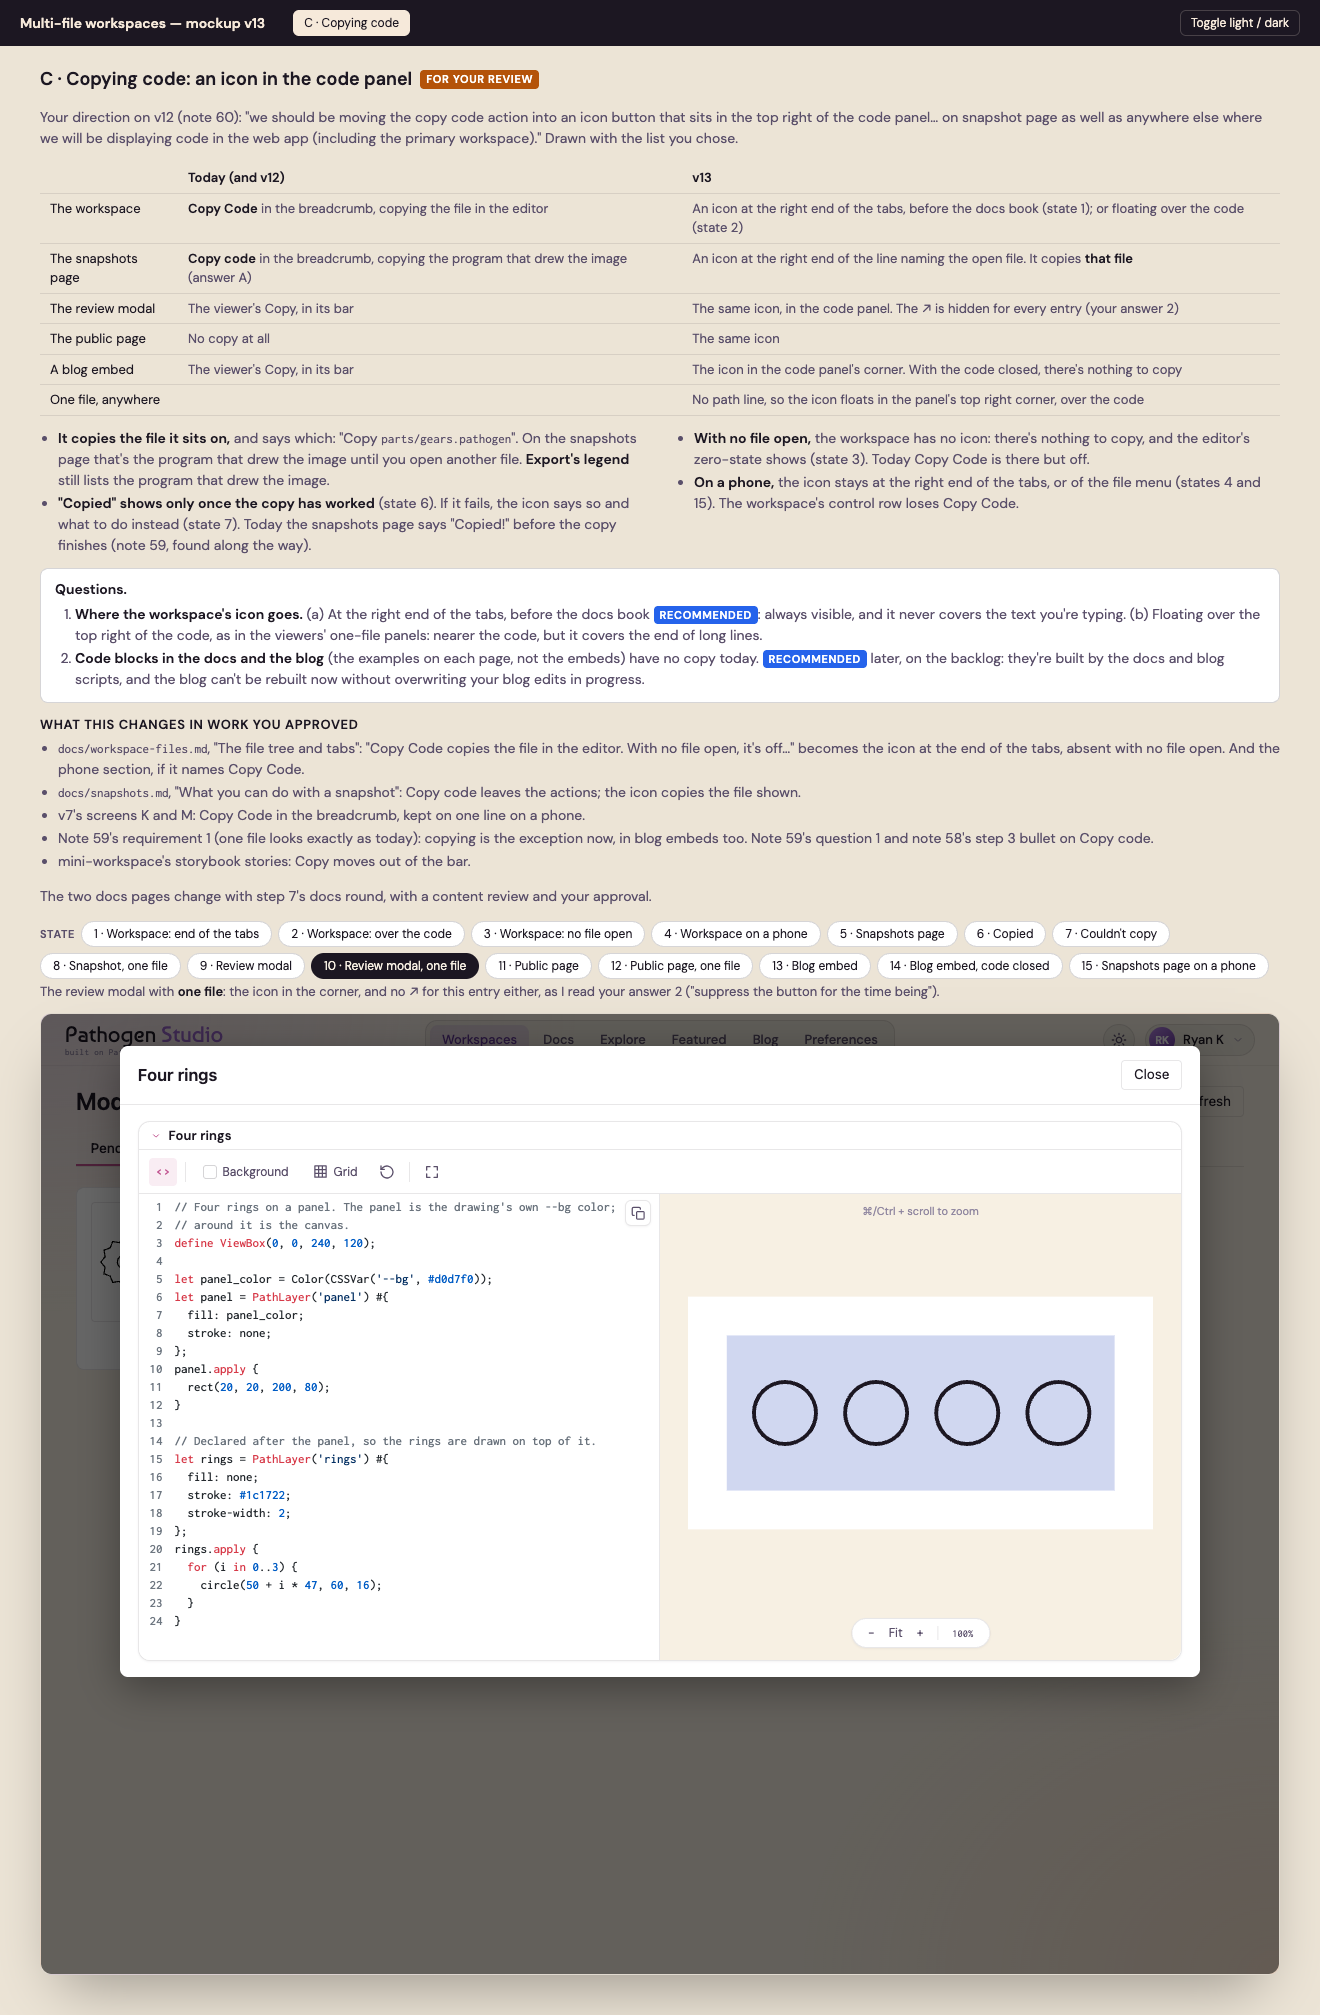 Multi-file workspaces — mockup v13
C · Copying code
Toggle light / dark
C · Copying code: an icon in the code panel
FOR YOUR REVIEW
Your direction on v12 (note 60): "we should be moving the copy code action into an icon button that sits in the top right of the code panel… on snapshot page as well as anywhere else where
we will be displaying code in the web app (including the primary workspace)." Drawn with the list you chose.
Today (and v12)
v13
The workspace
Copy Code in the breadcrumb, copying the file in the editor
An icon at the right end of the tabs, before the docs book (state 1); or floating over the code
(state 2)
The snapshots
page
Copy code in the breadcrumb, copying the program that drew the image
(answer A)
An icon at the right end of the line naming the open file. It copies that file
The review modal
The viewer's Copy, in its bar
The same icon, in the code panel. The ↗ is hidden for every entry (your answer 2)
The public page
No copy at all
The same icon
A blog embed
The viewer's Copy, in its bar
The icon in the code panel's corner. With the code closed, there's nothing to copy
One file, anywhere
No path line, so the icon floats in the panel's top right corner, over the code
It copies the file it sits on, and says which: "Copy parts/gears.pathogen". On the snapshots
page that's the program that drew the image until you open another file. Export's legend
still lists the program that drew the image.
"Copied" shows only once the copy has worked (state 6). If it fails, the icon says so and
what to do instead (state 7). Today the snapshots page says "Copied!" before the copy
finishes (note 59, found along the way).
With no file open, the workspace has no icon: there's nothing to copy, and the editor's
zero-state shows (state 3). Today Copy Code is there but off.
On a phone, the icon stays at the right end of the tabs, or of the file menu (states 4 and
15). The workspace's control row loses Copy Code.
Questions.
1. Where the workspace's icon goes. (a) At the right end of the tabs, before the docs book RECOMMENDED: always visible, and it never covers the text you're typing. (b) Floating over the
top right of the code, as in the viewers' one-file panels: nearer the code, but it covers the end of long lines.
2. Code blocks in the docs and the blog (the examples on each page, not the embeds) have no copy today. RECOMMENDED later, on the backlog: they're built by the docs and blog
scripts, and the blog can't be rebuilt now without overwriting your blog edits in progress.
WHAT THIS CHANGES IN WORK YOU APPROVED
docs/workspace-files.md, "The file tree and tabs": "Copy Code copies the file in the editor. With no file open, it's off…" becomes the icon at the end of the tabs, absent with no file open. And the
phone section, if it names Copy Code.
docs/snapshots.md, "What you can do with a snapshot": Copy code leaves the actions; the icon copies the file shown.
v7's screens K and M: Copy Code in the breadcrumb, kept on one line on a phone.
Note 59's requirement 1 (one file looks exactly as today): copying is the exception now, in blog embeds too. Note 59's question 1 and note 58's step 3 bullet on Copy code.
mini-workspace's storybook stories: Copy moves out of the bar.
The two docs pages change with step 7's docs round, with a content review and your approval.
STATE
1 · Workspace: end of the tabs
2 · Workspace: over the code
3 · Workspace: no file open
4 · Workspace on a phone
5 · Snapshots page
6 · Copied
7 · Couldn't copy
8 · Snapshot, one file
9 · Review modal
10 · Review modal, one file
11 · Public page
12 · Public page, one file
13 · Blog embed
14 · Blog embed, code closed
15 · Snapshots page on a phone
The review modal with one file: the icon in the corner, and no ↗ for this entry either, as I read your answer 2 ("suppress the button for the time being").
Pathogen Studio
built on Pa
Workspaces
Docs
Explore
Featured
Blog
Preferences
RK
Ryan K
Mod
fresh
Pend
Four rings
Close
Four rings
<>
Background
Grid
1 // Four rings on a panel. The panel is the drawing's own --bg color;
2 // around it is the canvas.
3 define ViewBox(0, 0, 240, 120);
4
5 let panel_color = Color(CSSVar('--bg', #d0d7f0));
6 let panel = PathLayer('panel') #{
7 fill: panel_color;
8 stroke: none;
9 };
10 panel.apply {
11 rect(20, 20, 200, 80);
12 }
13
14 // Declared after the panel, so the rings are drawn on top of it.
15 let rings = PathLayer('rings') #{
16 fill: none;
17 stroke: #1c1722;
18 stroke-width: 2;
19 };
20 rings.apply {
21 for (i in 0..3) {
22 circle(50 + i * 47, 60, 16);
23 }
24 }
⌘/Ctrl + scroll to zoom
− Fit + 100%